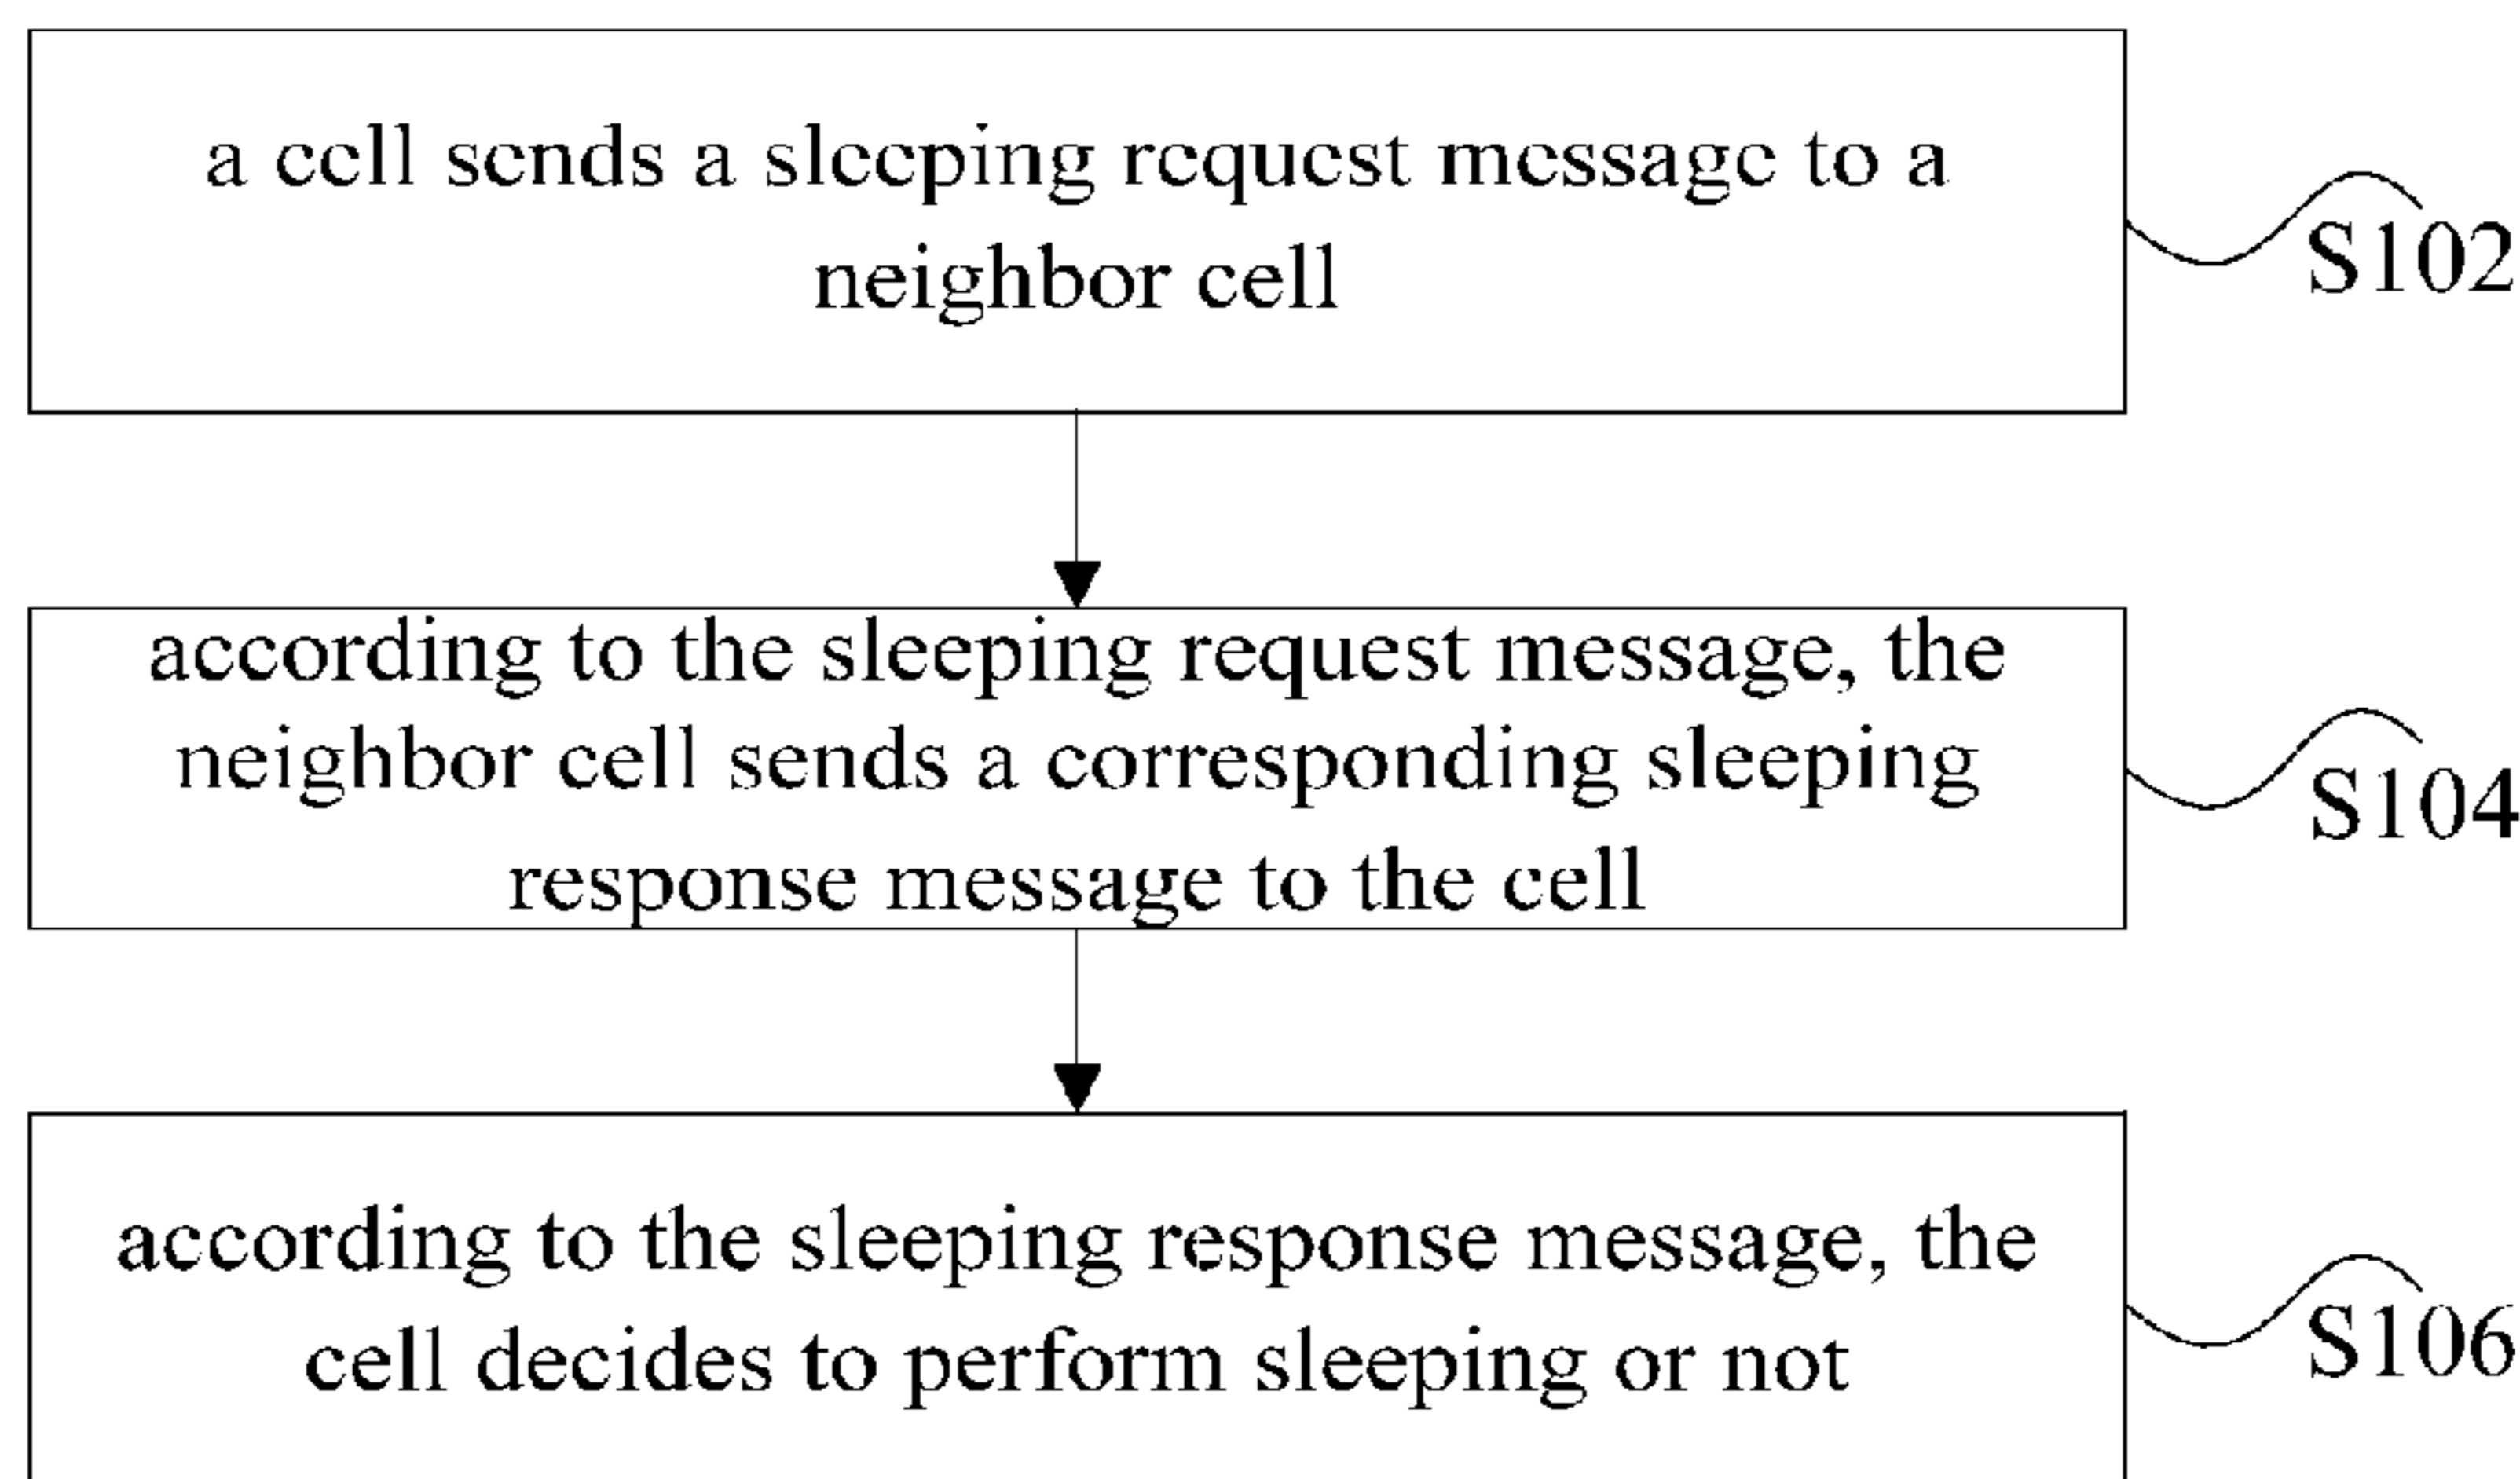 a cell sends a sleeping request message to a
neighbor cell
S102
according to the sleeping request message, the
neighbor cell sends a corresponding sleeping
response message to the cell
S104
according to the sleeping response message, the
cell decides to perform sleeping or not
S106